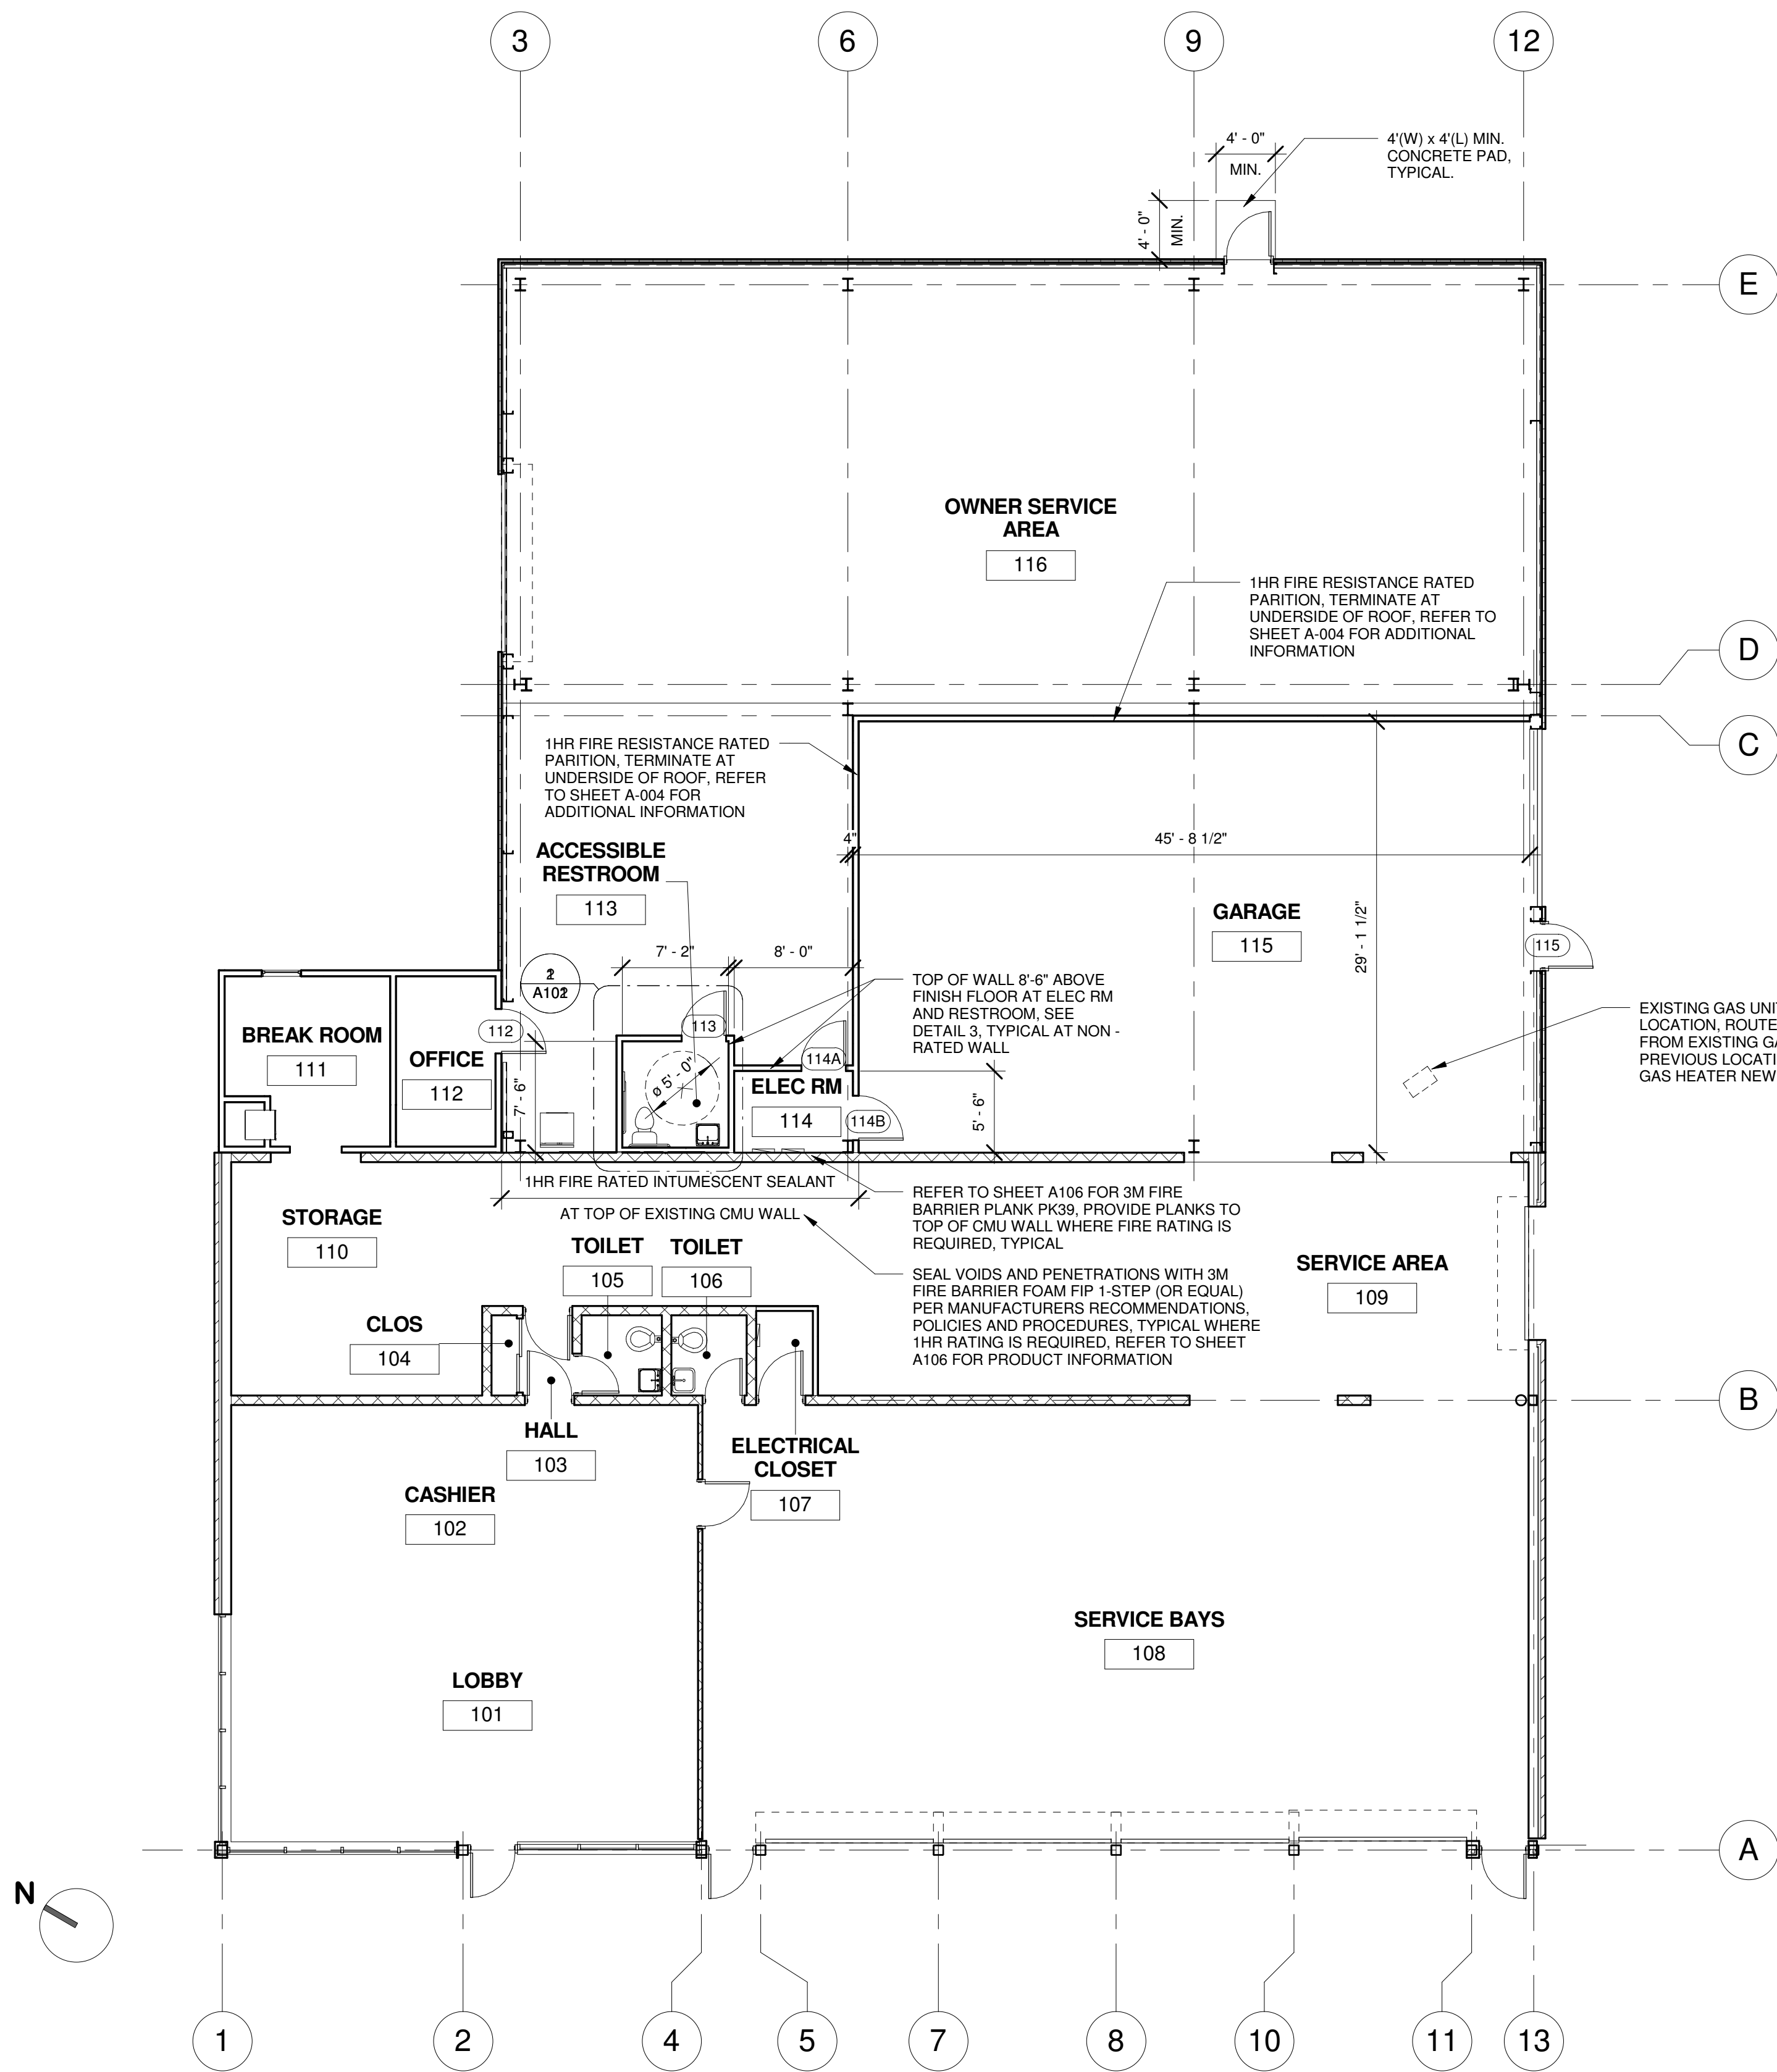 3
6
9
12
4' - 0"
MIN.
4'(W) x 4'(L) MIN.
CONCRETE PAD,
TYPICAL.
4' - 0"
MIN.
E
OWNER SERVICE
AREA
116
1HR FIRE RESISTANCE RATED
PARITION, TERMINATE AT
UNDERSIDE OF ROOF, REFER TO
SHEET A-004 FOR ADDITIONAL
INFORMATION
D
C
1HR FIRE RESISTANCE RATED
PARITION, TERMINATE AT
UNDERSIDE OF ROOF, REFER
TO SHEET A-004 FOR
ADDITIONAL INFORMATION
4"
45' - 8 1/2"
ACCESSIBLE
RESTROOM
113
GARAGE
115
29' - 1 1/2"
115
7' - 2"
8' - 0"
TOP OF WALL 8'-6" ABOVE
FINISH FLOOR AT ELEC RM
AND RESTROOM, SEE
DETAIL 3, TYPICAL AT NON -
RATED WALL
EXISTING GAS UNI
LOCATION, ROUTE
FROM EXISTING GA
PREVIOUS LOCATI
GAS HEATER NEW
BREAK ROOM
111
OFFICE
112
112
113
114A
ø 5' - 0"
7' - 6"
ELEC RM
114
114B
5' - 6"
1HR FIRE RATED INTUMESCENT SEALANT
AT TOP OF EXISTING CMU WALL
REFER TO SHEET A106 FOR 3M FIRE
BARRIER PLANK PK39, PROVIDE PLANKS TO
TOP OF CMU WALL WHERE FIRE RATING IS
REQUIRED, TYPICAL
STORAGE
110
TOILET
105
TOILET
106
SEAL VOIDS AND PENETRATIONS WITH 3M
FIRE BARRIER FOAM FIP 1-STEP (OR EQUAL)
PER MANUFACTURERS RECOMMENDATIONS,
POLICIES AND PROCEDURES, TYPICAL WHERE
1HR RATING IS REQUIRED, REFER TO SHEET
A106 FOR PRODUCT INFORMATION
SERVICE AREA
109
CLOS
104
B
HALL
103
ELECTRICAL
CLOSET
107
CASHIER
102
SERVICE BAYS
108
LOBBY
101
A
N
1
2
4
5
7
8
10
11
13